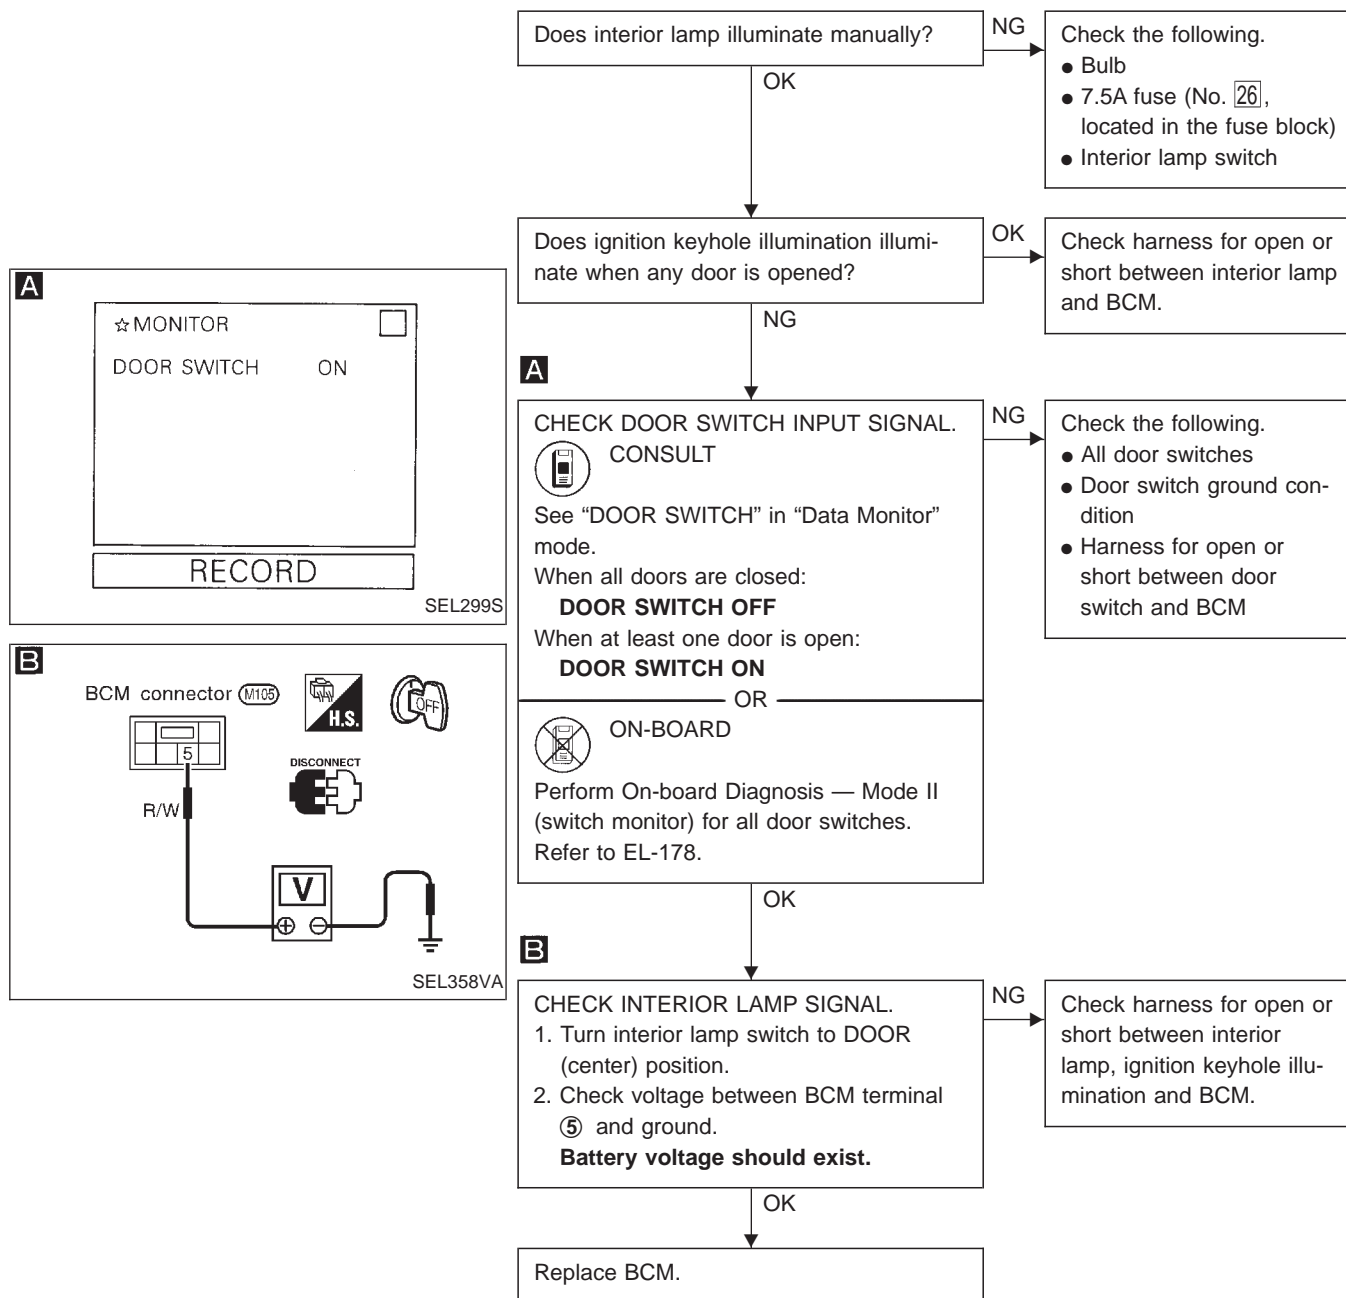 Does interior lamp illuminate manually?
NG
Check the following.
● Bulb
● 7.5A fuse (No. 26,
located in the fuse block)
● Interior lamp switch
OK
Does ignition keyhole illumination illumi-
nate when any door is opened?
OK
Check harness for open or
short between interior lamp
and BCM.
NG
A
☆MONITOR
DOOR SWITCH ON
RECORD
SEL299S
A
CHECK DOOR SWITCH INPUT SIGNAL.
CONSULT
See “DOOR SWITCH” in “Data Monitor”
mode.
When all doors are closed:
DOOR SWITCH OFF
When at least one door is open:
DOOR SWITCH ON
OR
ON-BOARD
Perform On-board Diagnosis — Mode II
(switch monitor) for all door switches.
Refer to EL-178.
NG
Check the following.
● All door switches
● Door switch ground con-
dition
● Harness for open or
short between door
switch and BCM
OK
B
BCM connector M105
H.S.
OFF
5
DISCONNECT
R/W
V
⊕ ⊖
SEL358VA
B
CHECK INTERIOR LAMP SIGNAL.
1. Turn interior lamp switch to DOOR
(center) position.
2. Check voltage between BCM terminal
⑤ and ground.
Battery voltage should exist.
NG
Check harness for open or
short between interior
lamp, ignition keyhole illu-
mination and BCM.
OK
Replace BCM.